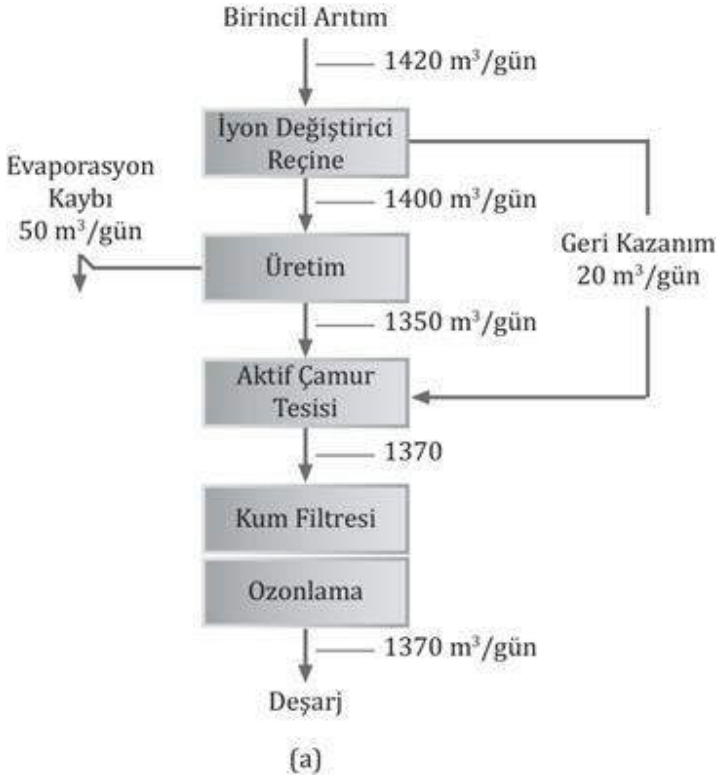 Birincil Arıtım
1420 m³/gün
İyon Değiştirici
Reçine
Evaporasyon
Kaybı
50 m³/gün
1400 m³/gün
Geri Kazanım
20 m³/gün
Üretim
1350 m³/gün
Aktif Çamur
Tesisi
1370
Kum Filtresi
Ozonlama
1370 m³/gün
Deşarj
(a)